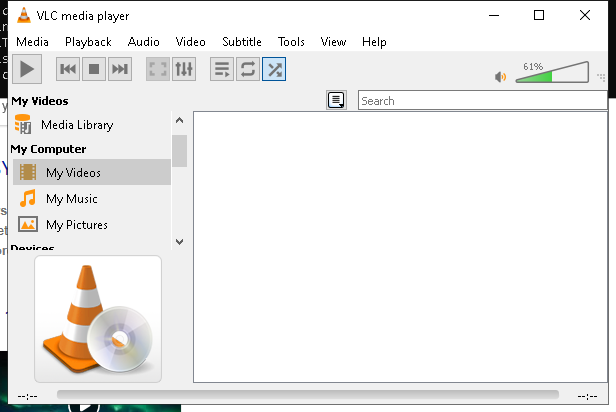 VLC media player
Media Playback Audio Video Subtitle Tools View Help
61%
My Videos
Search
Media Library
My Computer
My Videos
My Music
My Pictures
Devices
--:-- --:--